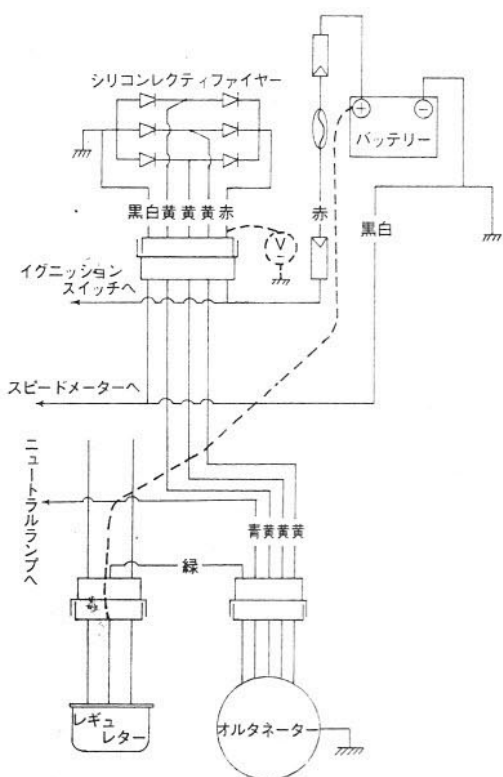 シリコンレクティファイヤー
+
−
バッテリー
黒白 黄 黄 黄 赤
赤
黒白
V
イグニッション
スイッチへ
スピードメーターへ
ニュートラルランプへ
青 黄 黄 黄
緑
レギュ
レター
オルタネーター